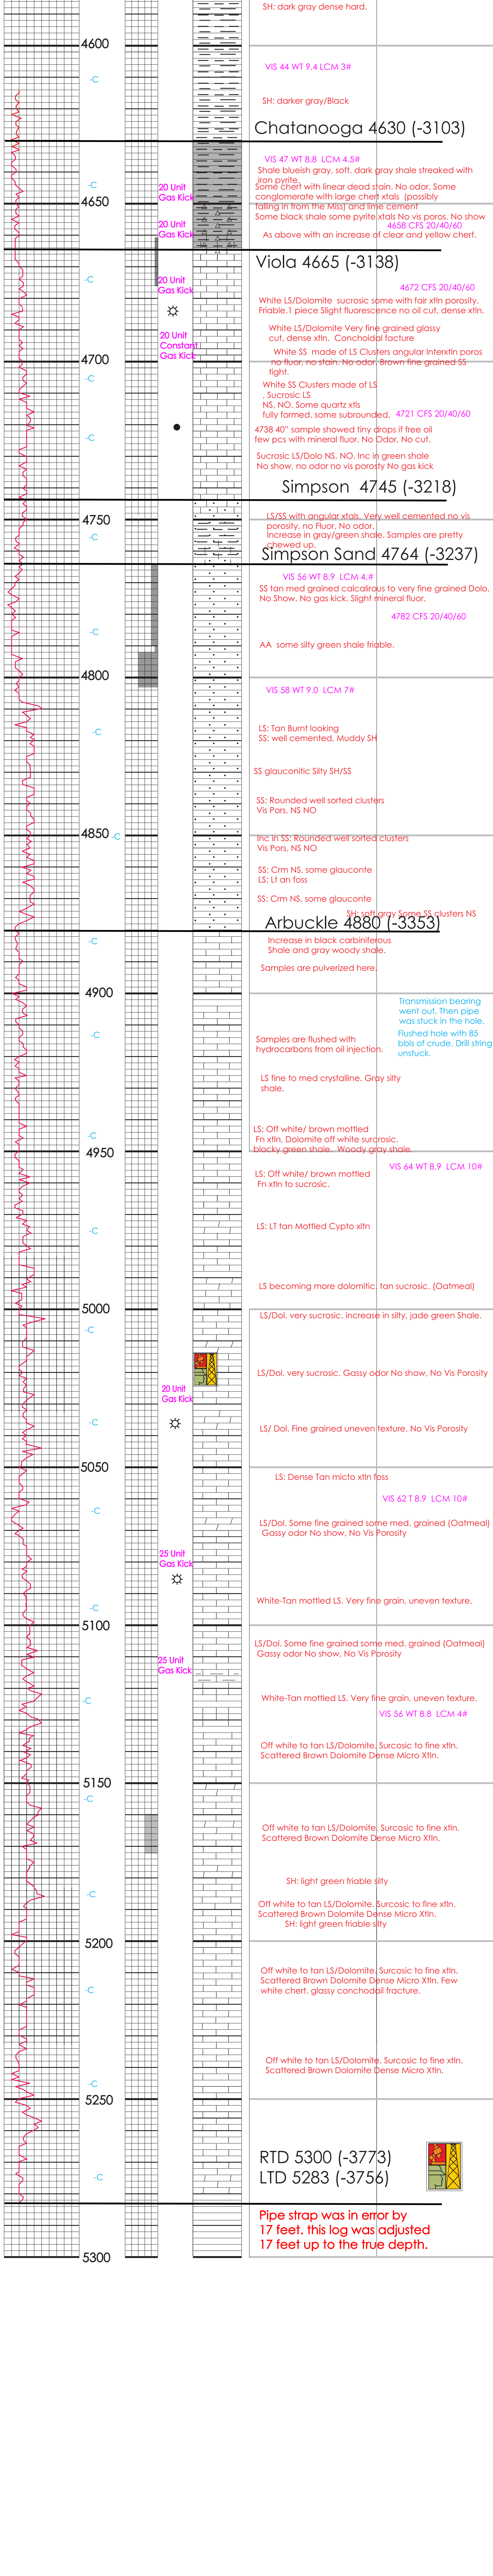 SH: dark gray dense hard.
4600
VIS 44 WT 9.4 LCM 3#
-C
SH: darker gray/Black
Chatanooga 4630 (-3103)
VIS 47 WT 8.8  LCM 4.5#
Shale blueish gray, soft, dark gray shale streaked with
iron pyrite.
-C
20 Unit
Gas Kick
Some chert with linear dead stain. No odor. Some
conglomerate with large chert xtals  (possibly
falling in from the Miss) and lime cement
4650
Some black shale some pyrite xtals No vis poros, No show
4658 CFS 20/40/60
20 Unit
Gas Kick
As above with an increase of clear and yellow chert.
Viola 4665 (-3138)
-C
20 Unit
Gas Kick
4672 CFS 20/40/60
White LS/Dolomite  sucrosic some with fair xtln porosity,
Friable.1 piece Slight fluorescence no oil cut, dense xtln.
White LS/Dolomite Very fine grained glassy
cut, dense xtln.  Conchoidal facture
20 Unit
Constant
Gas Kick
4700
White SS  made of LS Clusters angular Interxtln poros
no fluor, no stain, No odor. Brown fine grained SS
tight.
-C
White SS Clusters made of LS
. Sucrosic LS
NS, NO. Some quartz xtls
fully formed, some subrounded.
4721 CFS 20/40/60
4738 40" sample showed tiny drops if free oil
few pcs with mineral fluor. No Odor. No cut.
-C
Sucrosic LS/Dolo NS, NO. Inc in green shale
No show, no odor no vis porosty No gas kick
Simpson  4745 (-3218)
4750
LS/SS with angular xtals. Very well cemented no vis
porosity, no Fluor, No odor.
Increase in gray/green shale. Samples are pretty
chewed up.
-C
Simpson Sand 4764 (-3237)
VIS 56 WT 8.9  LCM 4.#
SS tan med grained calcalirous to very fine grained Dolo.
No Show, No gas kick. Slight mineral fluor.
4782 CFS 20/40/60
-C
AA  some silty green shale friable.
4800
VIS 58 WT 9.0  LCM 7#
LS: Tan Burnt looking
SS: well cemented, Muddy SH
-C
SS glauconitic Silty SH/SS
SS: Rounded well sorted clusters
Vis Pors, NS NO
4850
-C
Inc in SS: Rounded well sorted clusters
Vis Pors, NS NO
SS: Crm NS, some glauconte
LS: Lt an foss
SS: Crm NS, some glauconte
SH: soft gray Some SS clusters NS
Arbuckle 4880 (-3353)
-C
Increase in black carbiniferous
Shale and gray woody shale.
Samples are pulverized here.
4900
Transmission bearing
went out. Then pipe
was stuck in the hole.
Flushed hole with 85
bbls of crude. Drill string
unstuck.
-C
Samples are flushed with
hydrocarbons from oil injection.
LS fine to med crystalline. Gray silty
shale.
-C
LS: Off white/ brown mottled
Fn xtln, Dolomite off white surcrosic.
blocky green shale.  Woody gray shale.
4950
VIS 64 WT 8.9  LCM 10#
LS: Off white/ brown mottled
Fn xtln to sucrosic.
-C
LS: LT tan Mottled Cypto xltn
LS becoming more dolomitic. tan sucrosic. (Oatmeal)
5000
LS/Dol. very sucrosic. increase in silty, jade green Shale.
-C
LS/Dol. very sucrosic. Gassy odor No show, No Vis Porosity
20 Unit
Gas Kick
-C
LS/ Dol. Fine grained uneven texture. No Vis Porosity
5050
LS: Dense Tan micto xtln foss
VIS 62 T 8.9  LCM 10#
-C
LS/Dol. Some fine grained some med. grained (Oatmeal)
Gassy odor No show, No Vis Porosity
25 Unit
Gas Kick
White-Tan mottled LS. Very fine grain, uneven texture.
-C
5100
LS/Dol. Some fine grained some med. grained (Oatmeal)
Gassy odor No show, No Vis Porosity
25 Unit
Gas Kick
White-Tan mottled LS. Very fine grain, uneven texture.
-C
VIS 56 WT 8.8  LCM 4#
Off white to tan LS/Dolomite. Surcosic to fine xtln.
Scattered Brown Dolomite Dense Micro Xtln.
5150
-C
Off white to tan LS/Dolomite. Surcosic to fine xtln.
Scattered Brown Dolomite Dense Micro Xtln.
SH: light green friable silty
-C
Off white to tan LS/Dolomite. Surcosic to fine xtln.
Scattered Brown Dolomite Dense Micro Xtln.
SH: light green friable silty
5200
Off white to tan LS/Dolomite. Surcosic to fine xtln.
Scattered Brown Dolomite Dense Micro Xtln. Few
white chert, glassy conchodail fracture.
-C
Off white to tan LS/Dolomite. Surcosic to fine xtln.
Scattered Brown Dolomite Dense Micro Xtln.
-C
5250
RTD 5300 (-3773)
LTD 5283 (-3756)
-C
Pipe strap was in error by
17 feet. this log was adjusted
17 feet up to the true depth.
5300